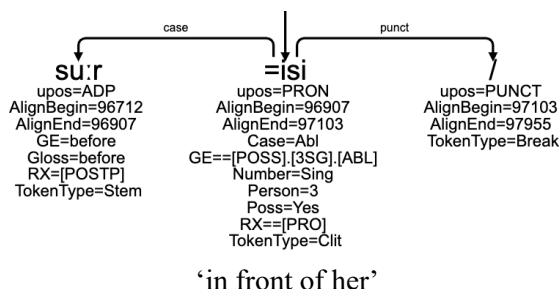 case punct
suːr =isi /
upos=ADP upos=PRON upos=PUNCT
AlignBegin=96712 AlignBegin=96907 AlignBegin=97103
AlignEnd=96907 AlignEnd=97103 AlignEnd=97955
GE=before Case=Abl TokenType=Break
Gloss=before GE==[POSS].[3SG].[ABL]
RX=[POSTP] Number=Sing
TokenType=Stem Person=3
Poss=Yes
RX==[PRO]
TokenType=Clit
‘in front of her’